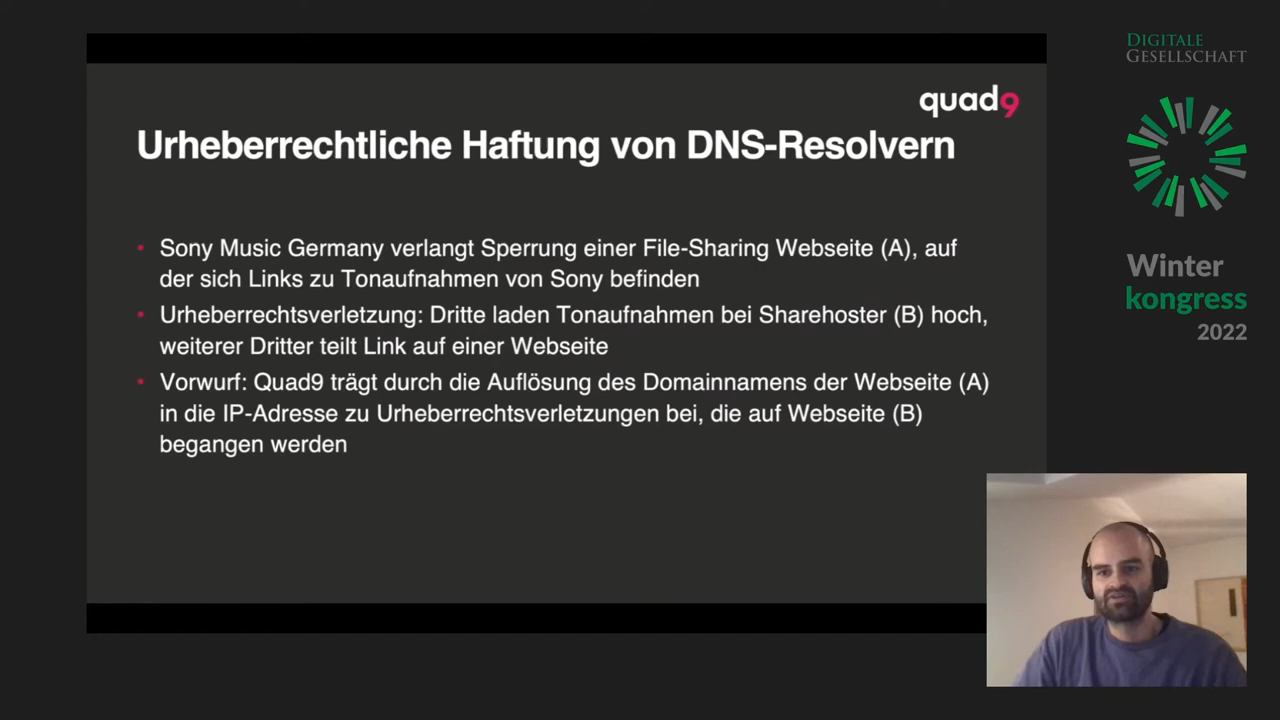 quad9
Urheberrechtliche Haftung von DNS-Resolvern
• Sony Music Germany verlangt Sperrung einer File-Sharing Webseite (A), auf
der sich Links zu Tonaufnahmen von Sony befinden
• Urheberrechtsverletzung: Dritte laden Tonaufnahmen bei Sharehoster (B) hoch,
weiterer Dritter teilt Link auf einer Webseite
• Vorwurf: Quad9 trägt durch die Auflösung des Domainnamens der Webseite (A)
in die IP-Adresse zu Urheberrechtsverletzungen bei, die auf Webseite (B)
begangen werden
DIGITALE
GESELLSCHAFT
Winter
kongress
2022